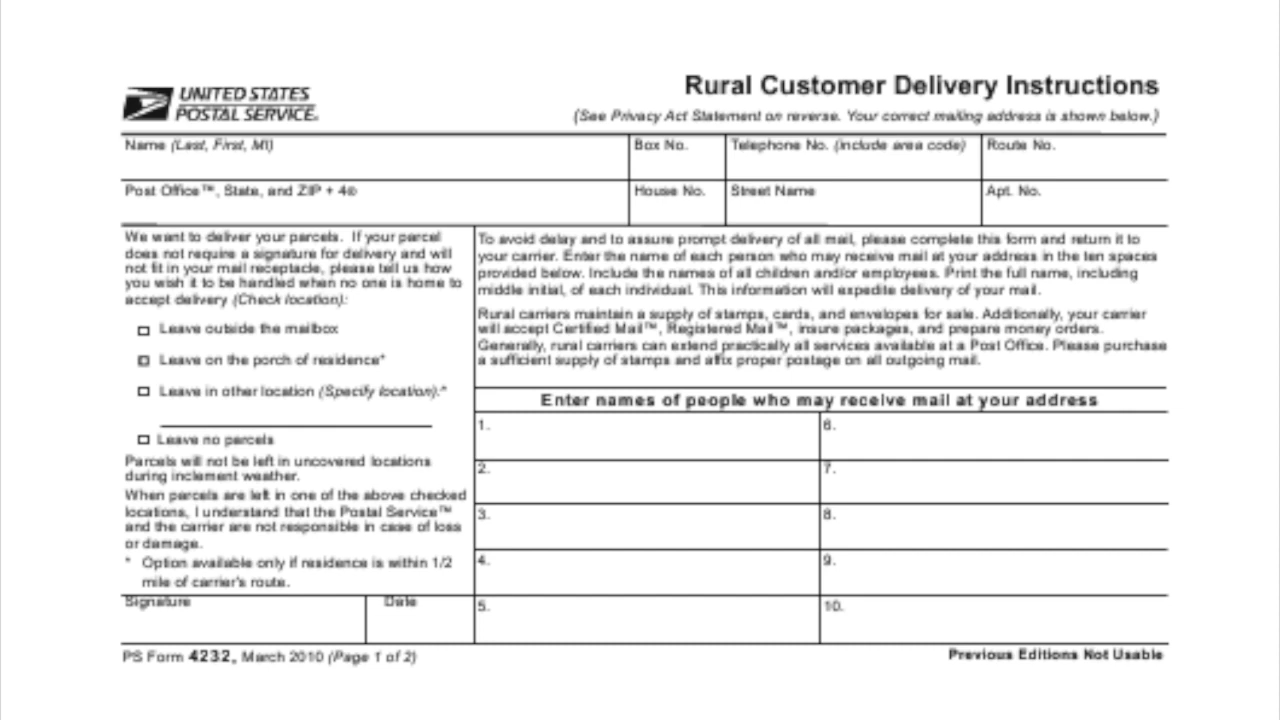 UNITED STATES
POSTAL SERVICE®
Rural Customer Delivery Instructions
(See Privacy Act Statement on reverse. Your correct mailing address is shown below.)
Name (Last, First, MI)
Box No.
Telephone No. (include area code)
Route No.
Post Office™, State, and ZIP + 4®
House No.
Street Name
Apt. No.
We want to deliver your parcels. If your parcel
does not require a signature for delivery and will
not fit in your mail receptacle, please tell us how
you wish it to be handled when no one is home to
accept delivery (Check location):
Leave outside the mailbox
Leave on the porch of residence*
Leave in other location (Specify location):*
Leave no parcels
Parcels will not be left in uncovered locations
during inclement weather.
When parcels are left in one of the above checked
locations, I understand that the Postal Service™
and the carrier are not responsible in case of loss
or damage.
* Option available only if residence is within 1/2
mile of carrier's route.
Signature
Date
To avoid delay and to assure prompt delivery of all mail, please complete this form and return it to
your carrier. Enter the name of each person who may receive mail at your address in the ten spaces
provided below. Include the names of all children and/or employees. Print the full name, including
middle initial, of each individual. This information will expedite delivery of your mail.
Rural carriers maintain a supply of stamps, cards, and envelopes for sale. Additionally, your carrier
will accept Certified Mail™, Registered Mail™, insure packages, and prepare money orders.
Generally, rural carriers can extend practically all services available at a Post Office. Please purchase
a sufficient supply of stamps and affix proper postage on all outgoing mail.
Enter names of people who may receive mail at your address
1.
2.
3.
4.
5.
6.
7.
8.
9.
10.
PS Form 4232, March 2010 (Page 1 of 2)
Previous Editions Not Usable